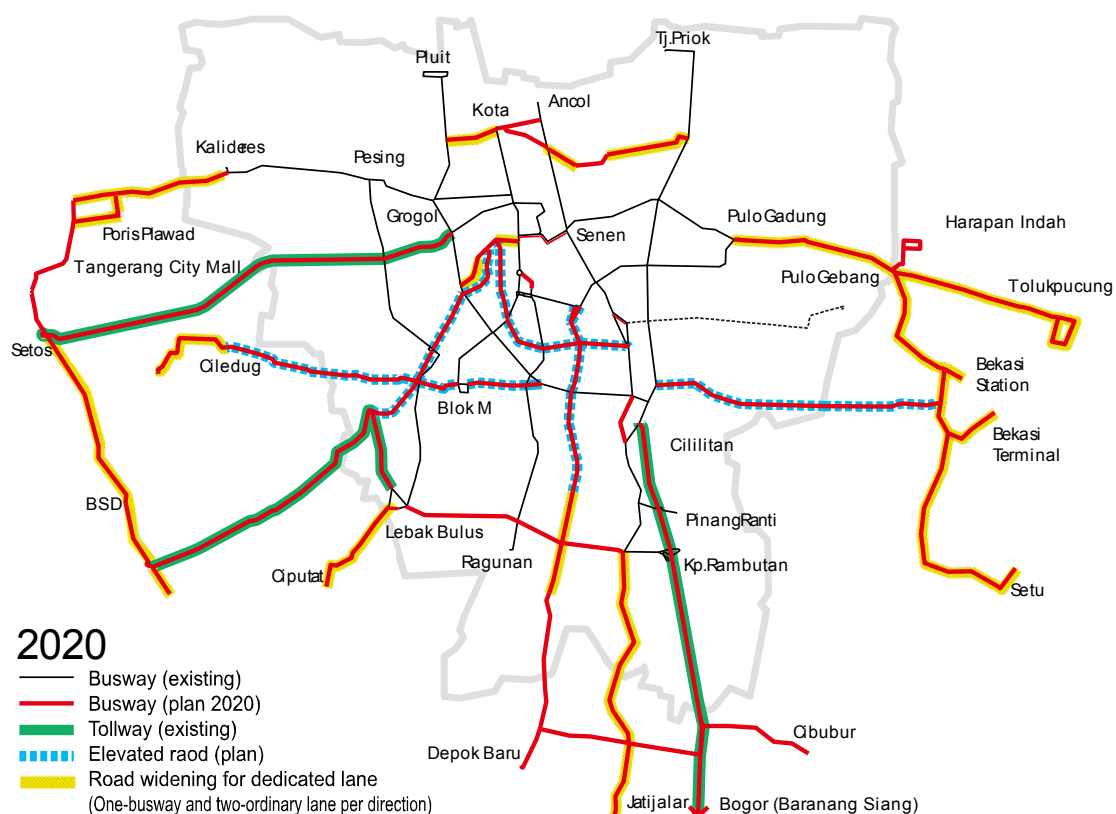 Tj.Priok
Pluit
Ancol
Kota
Kalideres
Pesing
Grogol
Senen
PuloGadung
Harapan Indah
PorisPlawad
Tangerang City Mall
PuloGebang
Tolukpucung
Setos
Ciledug
Bekasi
Station
Blok M
Cililitan
Bekasi
Terminal
BSD
Lebak Bulus
PinangRanti
Ciputat
Ragunan
Kp.Rambutan
Setu
2020
Busway (existing)
Busway (plan 2020)
Tollway (existing)
Elevated raod (plan)
Road widening for dedicated lane
(One-busway and two-ordinary lane per direction)
Depok Baru
Cibubur
Jatijalar
Bogor (Baranang Siang)